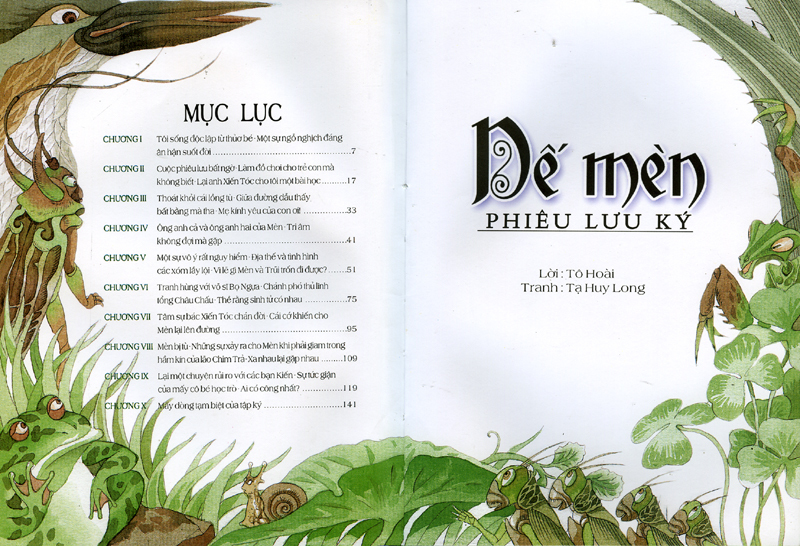 MỤC LỤC
CHƯƠNG I Tôi sống độc lập từ thuở bé - Một sự ngỗ nghịch đáng
ân hận suốt đời ........ 7
CHƯƠNG II Cuộc phiêu lưu bất ngờ - Làm đồ chơi cho trẻ con mà
không biết - Lại anh Xiến Tóc cho tôi một bài học ........ 17
CHƯƠNG III Thoát khỏi cái lồng tù - Giữa đường dẫu thấy
bất bằng mà tha - Mẹ kính yêu của con ơi! ........ 33
CHƯƠNG IV Ông anh cả và ông anh hai của Mèn - Tri âm
không đợi mà gặp ........ 41
CHƯƠNG V Một sự vô ý rất nguy hiểm - Địa thế và tình hình
các xóm lầy lội - Vì lẽ gì Mèn và Trũi trốn đi được? ........ 51
CHƯƠNG VI Tranh hùng với võ sĩ Bọ Ngựa - Chánh phó thủ lĩnh
tổng Châu Chấu - Thế rằng sinh tử có nhau ........ 75
CHƯƠNG VII Tâm sự bác Xiến Tóc chán đời - Cái cớ khiến cho
Mèn lại lên đường ........ 95
CHƯƠNG VIII Mèn bị tù - Những sự xảy ra cho Mèn khi phải giam trong
hầm kín của lão Chim Trả - Xa nhau lại gặp nhau ........ 109
CHƯƠNG IX Lại một chuyện rủi ro với các bạn Kiến - Sự tức giận
của mấy cô bé học trò - Ai có công nhất? ........ 119
CHƯƠNG X Mấy dòng tạm biệt của tập ký ........ 141
Dế mèn
PHIÊU LƯU KÝ
Lời : Tô Hoài
Tranh : Tạ Huy Long